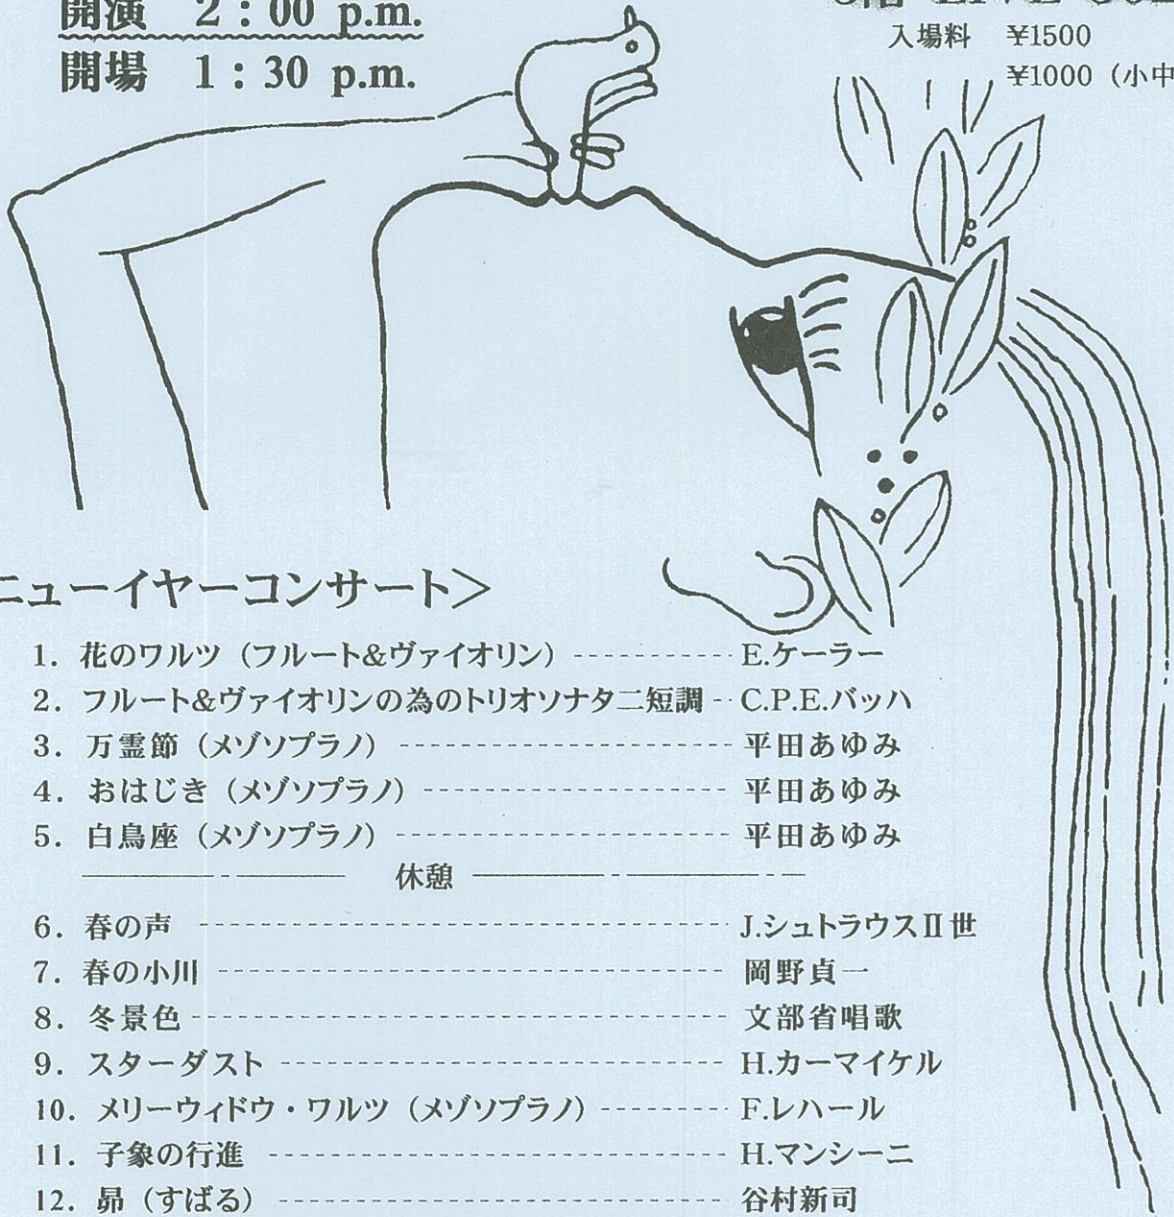 開演 2:00 p.m.
開場 1:30 p.m.
LIVE
入場料 ¥1500
¥1000 (小中
ニューイヤーコンサート>
1. 花のワルツ (フルート&ヴァイオリン) ----------- E.ケーラー
2. フルート&ヴァイオリンの為のトリオソナタニ短調 -- C.P.E.バッハ
3. 万霊節 (メゾソプラノ) ----------------------- 平田あゆみ
4. おはじき (メゾソプラノ) --------------------- 平田あゆみ
5. 白鳥座 (メゾソプラノ) ----------------------- 平田あゆみ
休憩
6. 春の声 ------------------------------------ J.シュトラウスⅡ世
7. 春の小川 ---------------------------------- 岡野貞一
8. 冬景色 ------------------------------------ 文部省唱歌
9. スターダスト ------------------------------ H.カーマイケル
10. メリーウィドウ・ワルツ (メゾソプラノ) -------- F.レハール
11. 子象の行進 ------------------------------- H.マンシーニ
12. 昴 (すばる) ------------------------------ 谷村新司